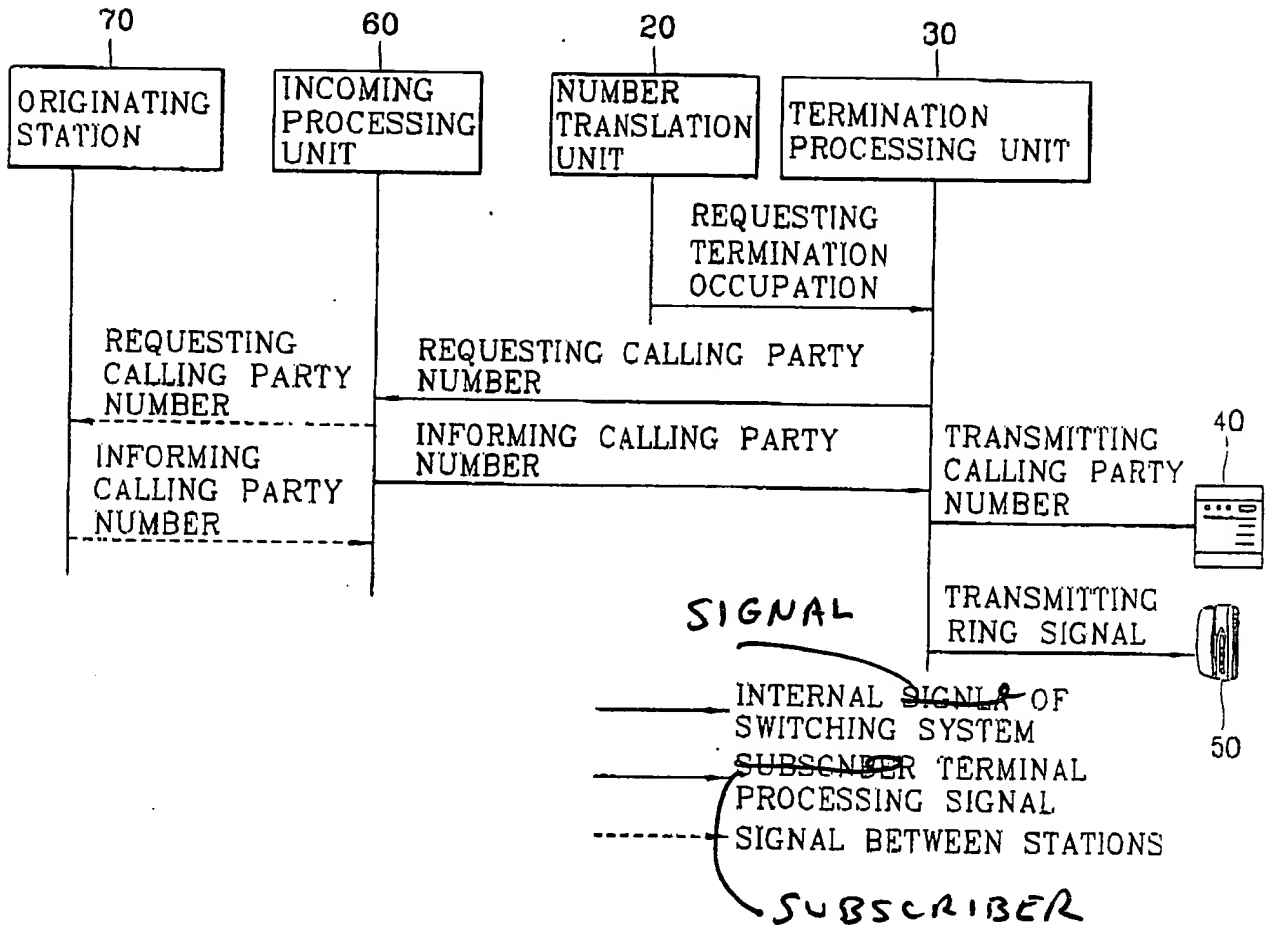 70
60
20
30
ORIGINATING
STATION
INCOMING
PROCESSING
UNIT
NUMBER
TRANSLATION
UNIT
TERMINATION
PROCESSING UNIT
REQUESTING
TERMINATION
OCCUPATION
REQUESTING
CALLING PARTY
NUMBER
REQUESTING CALLING PARTY
NUMBER
INFORMING
CALLING PARTY
NUMBER
INFORMING CALLING PARTY
NUMBER
TRANSMITTING
CALLING PARTY
NUMBER
40
SIGNAL
TRANSMITTING
RING SIGNAL
50
INTERNAL SIGNLA OF
SWITCHING SYSTEM
SUBSCNBER TERMINAL
PROCESSING SIGNAL
SIGNAL BETWEEN STATIONS
SUBSCRIBER